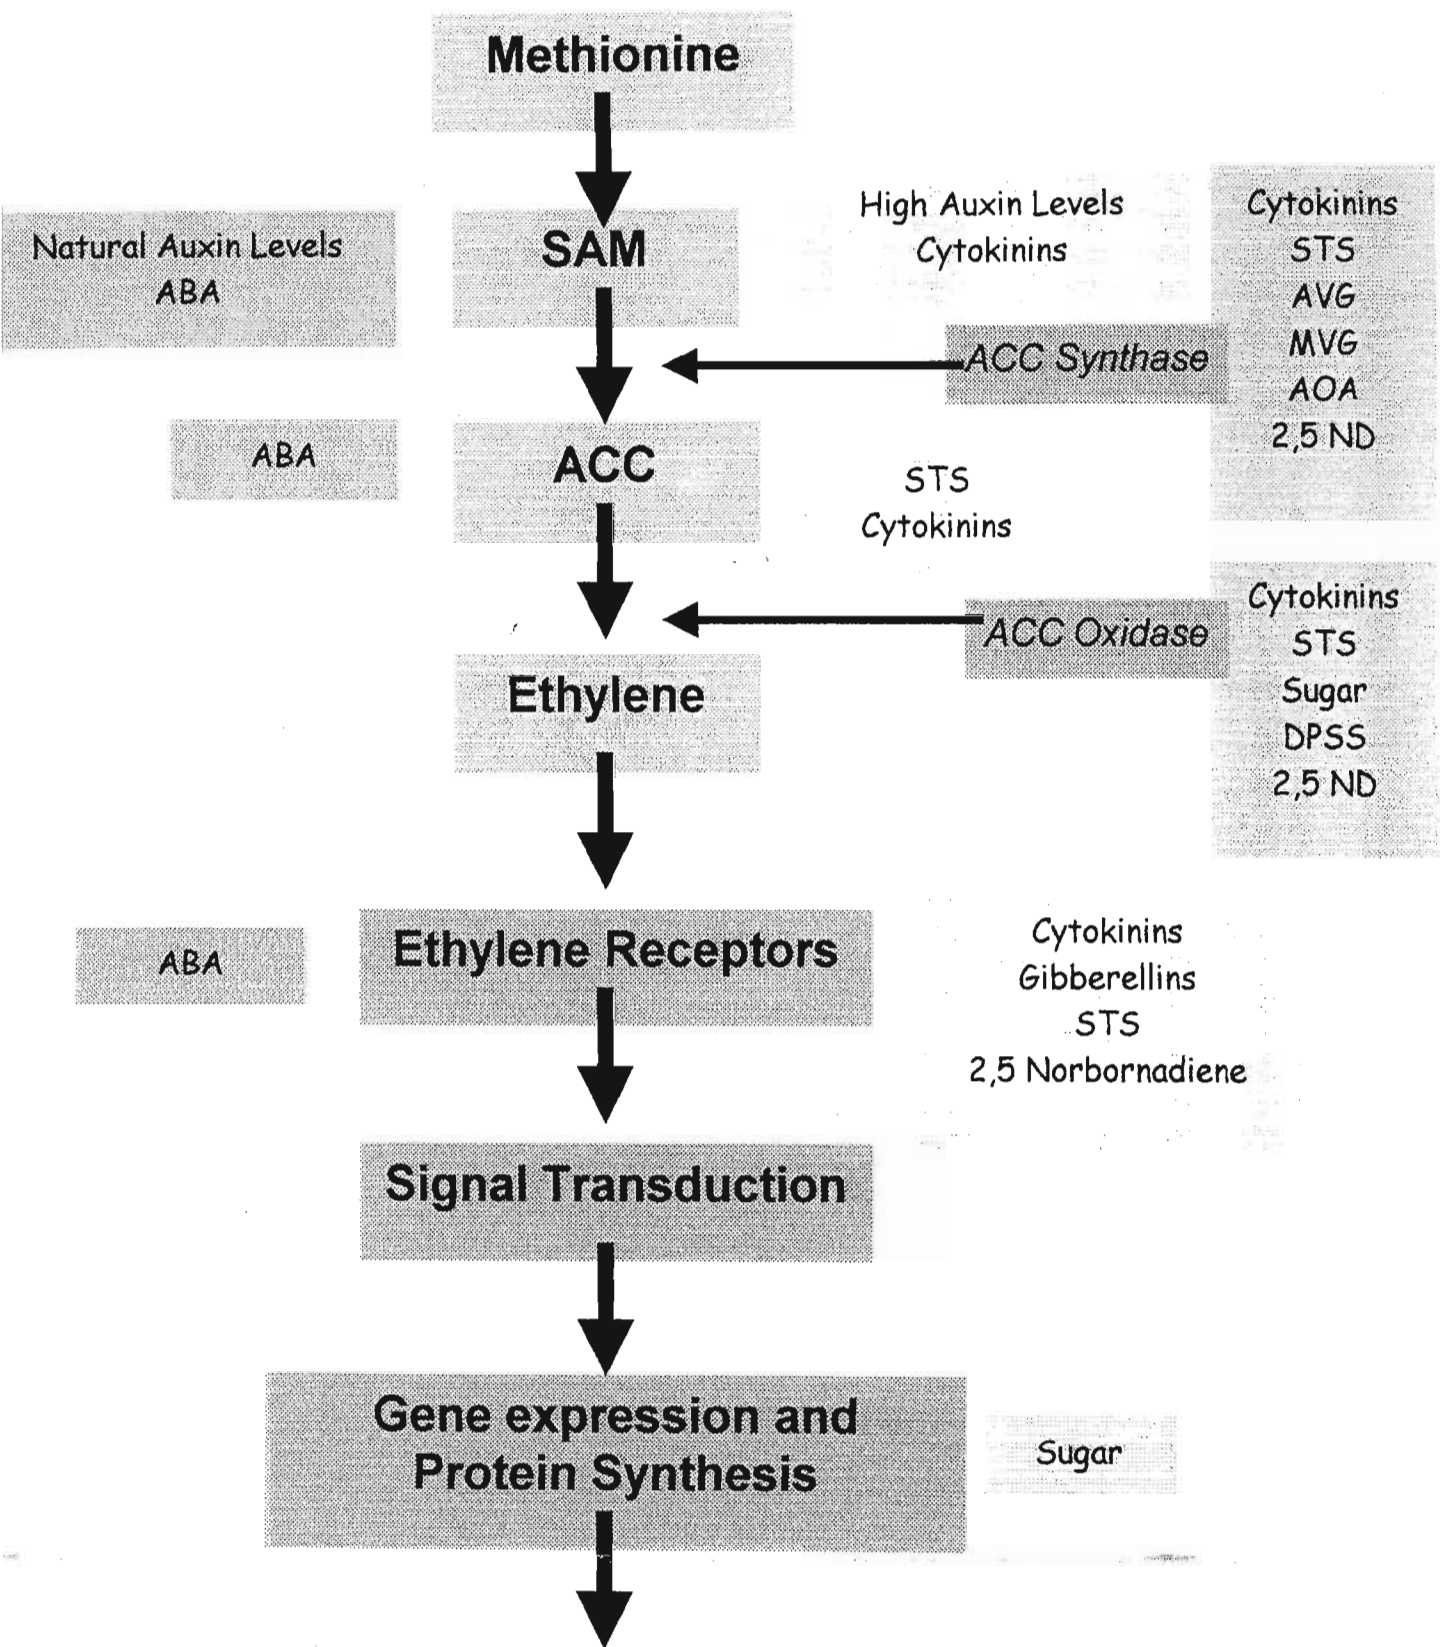 Methionine
Natural Auxin Levels
ABA
SAM
High Auxin Levels
Cytokinins
Cytokinins
STS
AVG
MVG
AOA
2,5 ND
ACC Synthase
ABA
ACC
STS
Cytokinins
ACC Oxidase
Cytokinins
STS
Sugar
DPSS
2,5 ND
Ethylene
ABA
Ethylene Receptors
Cytokinins
Gibberellins
STS
2,5 Norbornadiene
Signal Transduction
Gene expression and
Protein Synthesis
Sugar